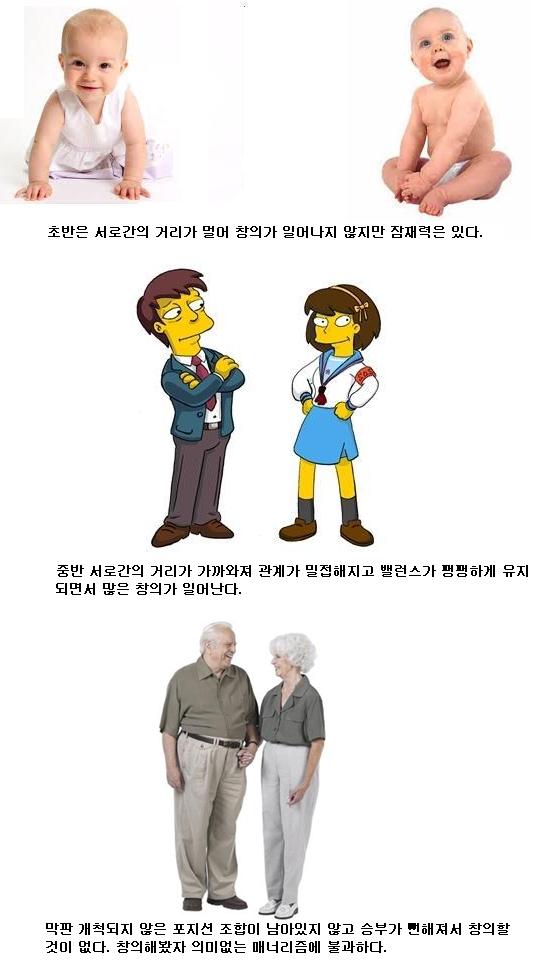 초반은 서로간의 거리가 멀어 창의가 일어나지 않지만 잠재력은 있다.
중반 서로간의 거리가 가까와져 관계가 밀접해지고 밸런스가 팽팽하게 유지
되면서 많은 창의가 일어난다.
막판 개척되지 않은 포지션 조합이 남아있지 않고 승부가 뻔해져서 창의할
것이 없다. 창의해봤자 의미없는 매너리즘에 불과하다.